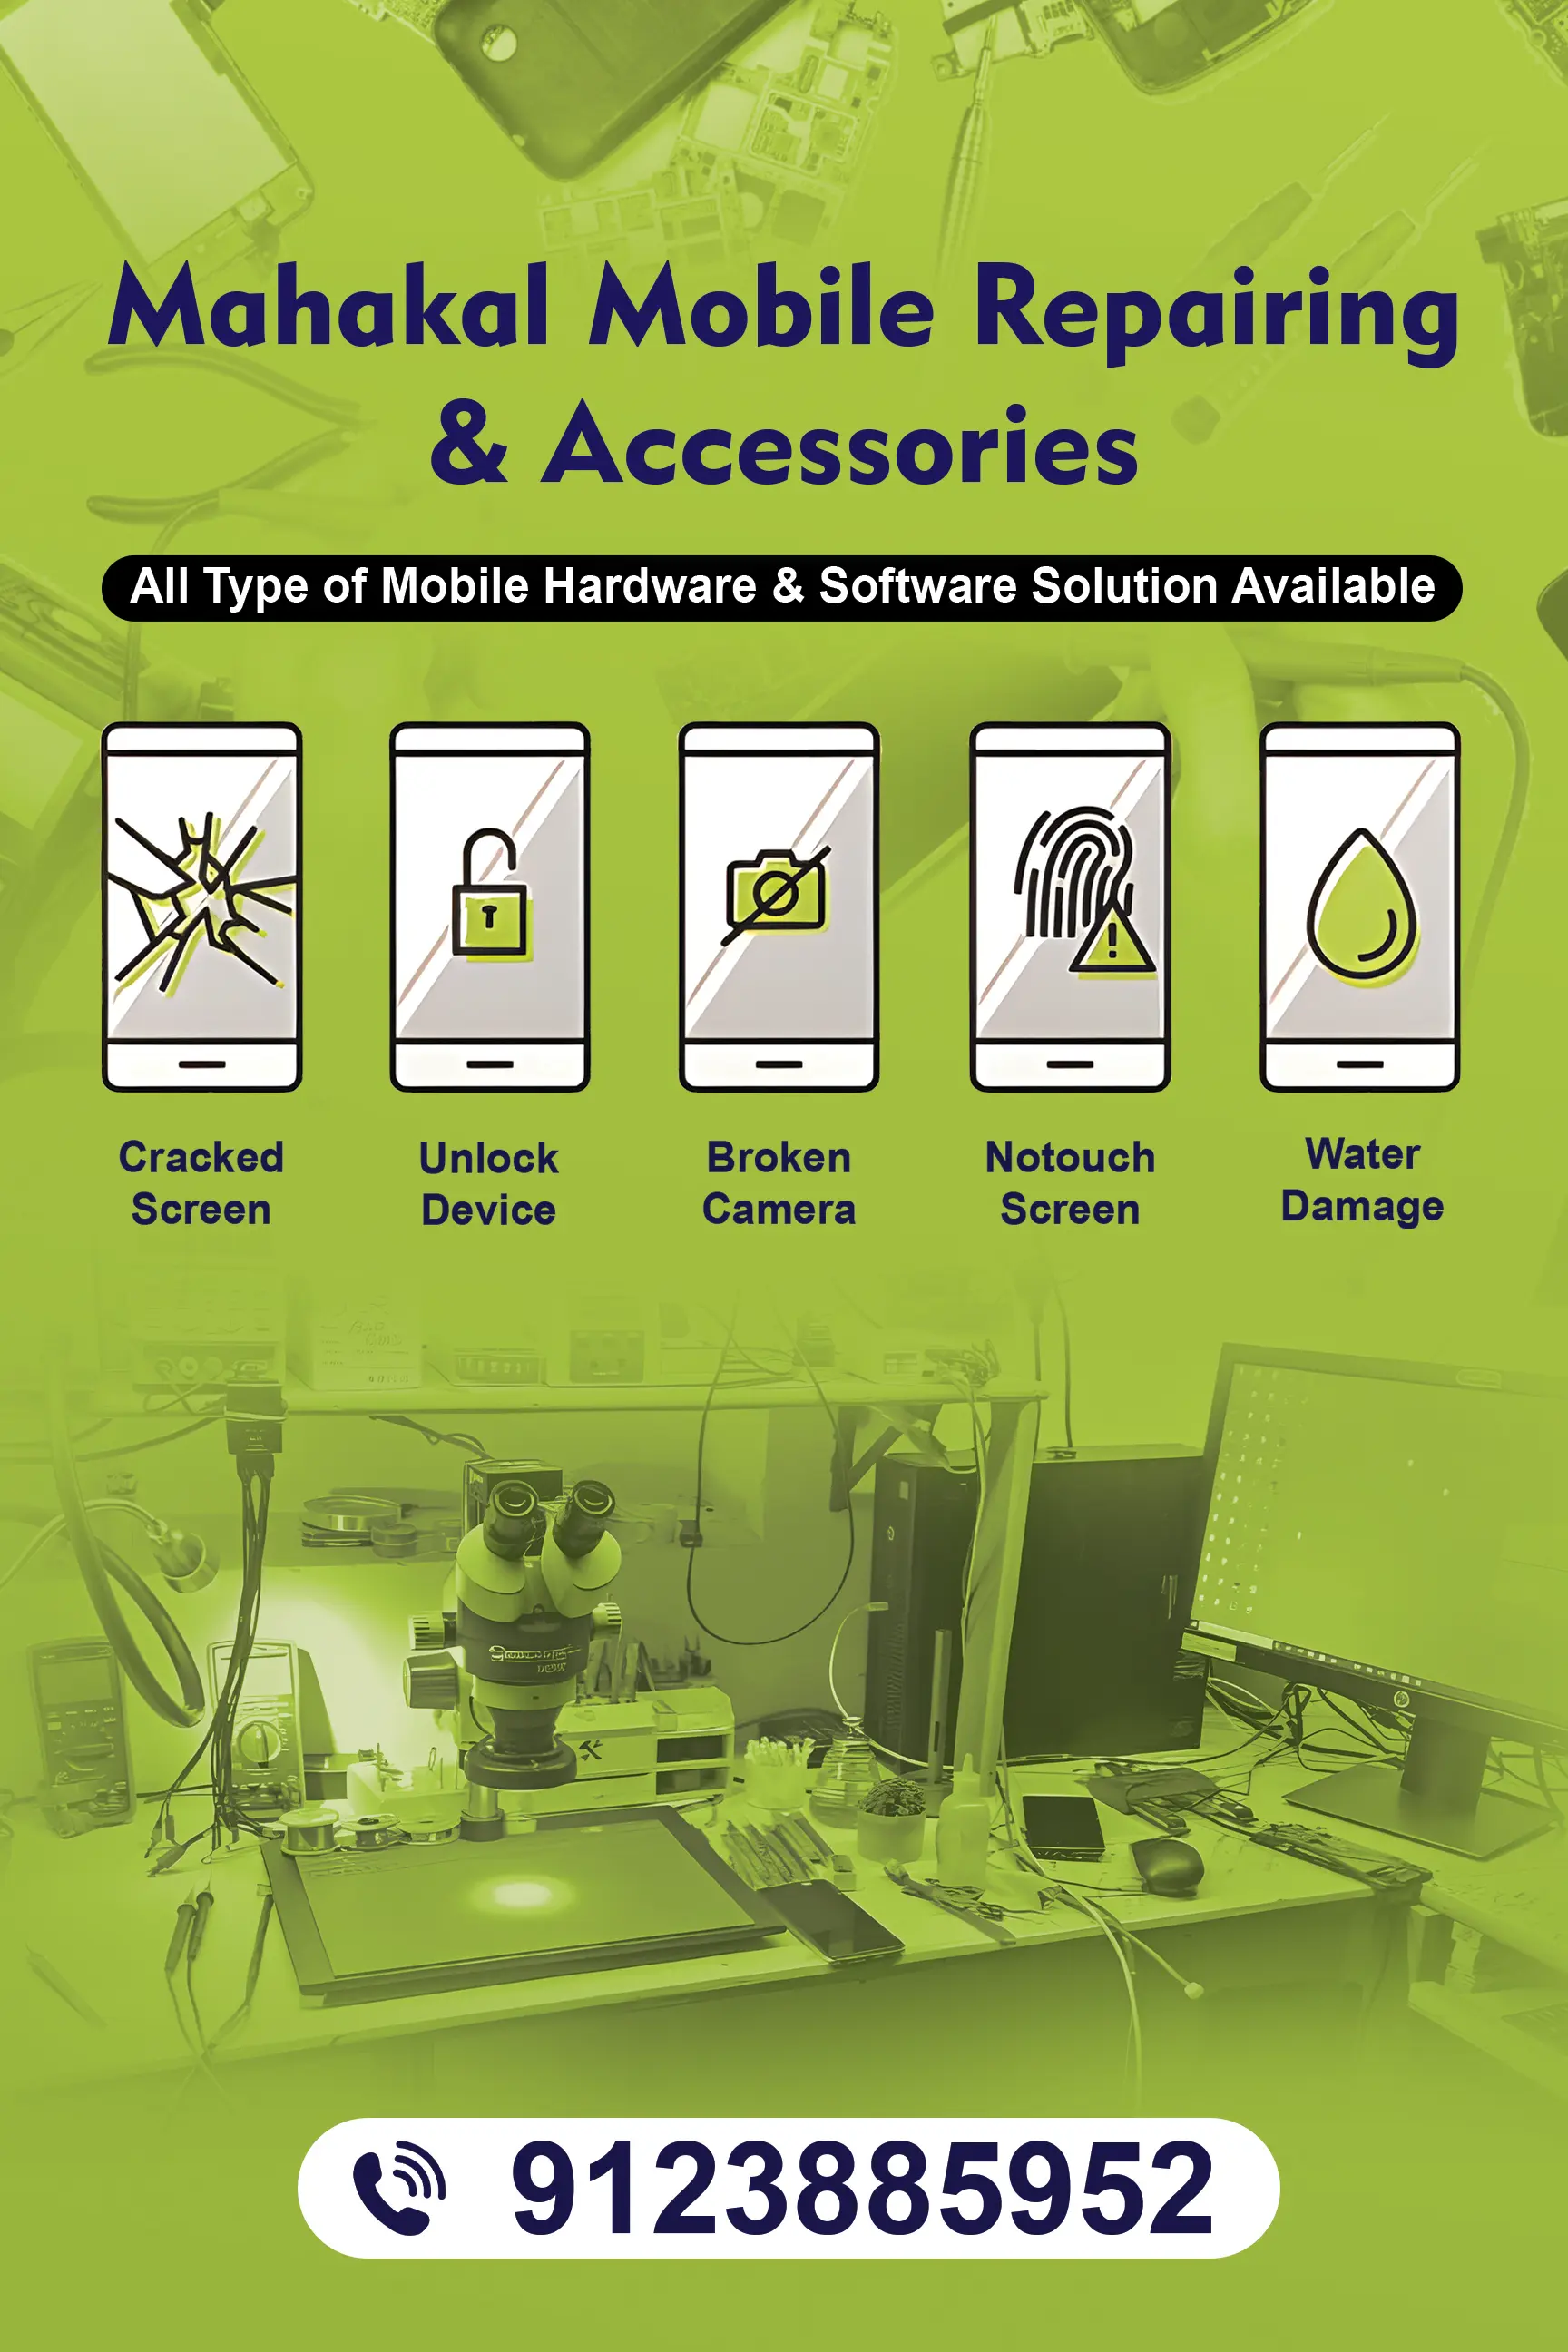 Mahakal Mobile Repairing
& Accessories
All Type of Mobile Hardware & Software Solution Available
Cracked
Screen
Unlock
Device
Broken
Camera
Notouch
Screen
Water
Damage
9123885952